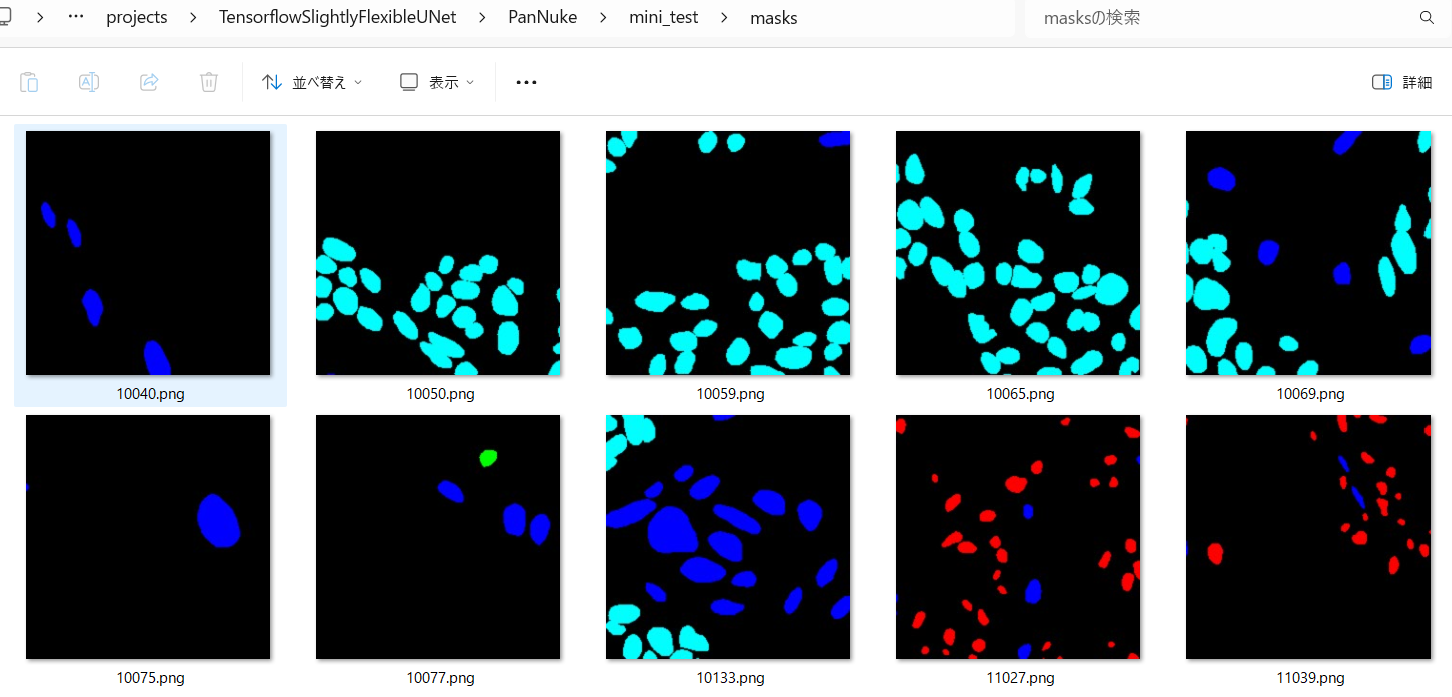 … > projects > TensorflowSlightlyFlexibleUNet > PanNuke > mini_test > masks
masksの検索
並べ替え
表示
詳細
10040.png
10050.png
10059.png
10065.png
10069.png
10075.png
10077.png
10133.png
11027.png
11039.png